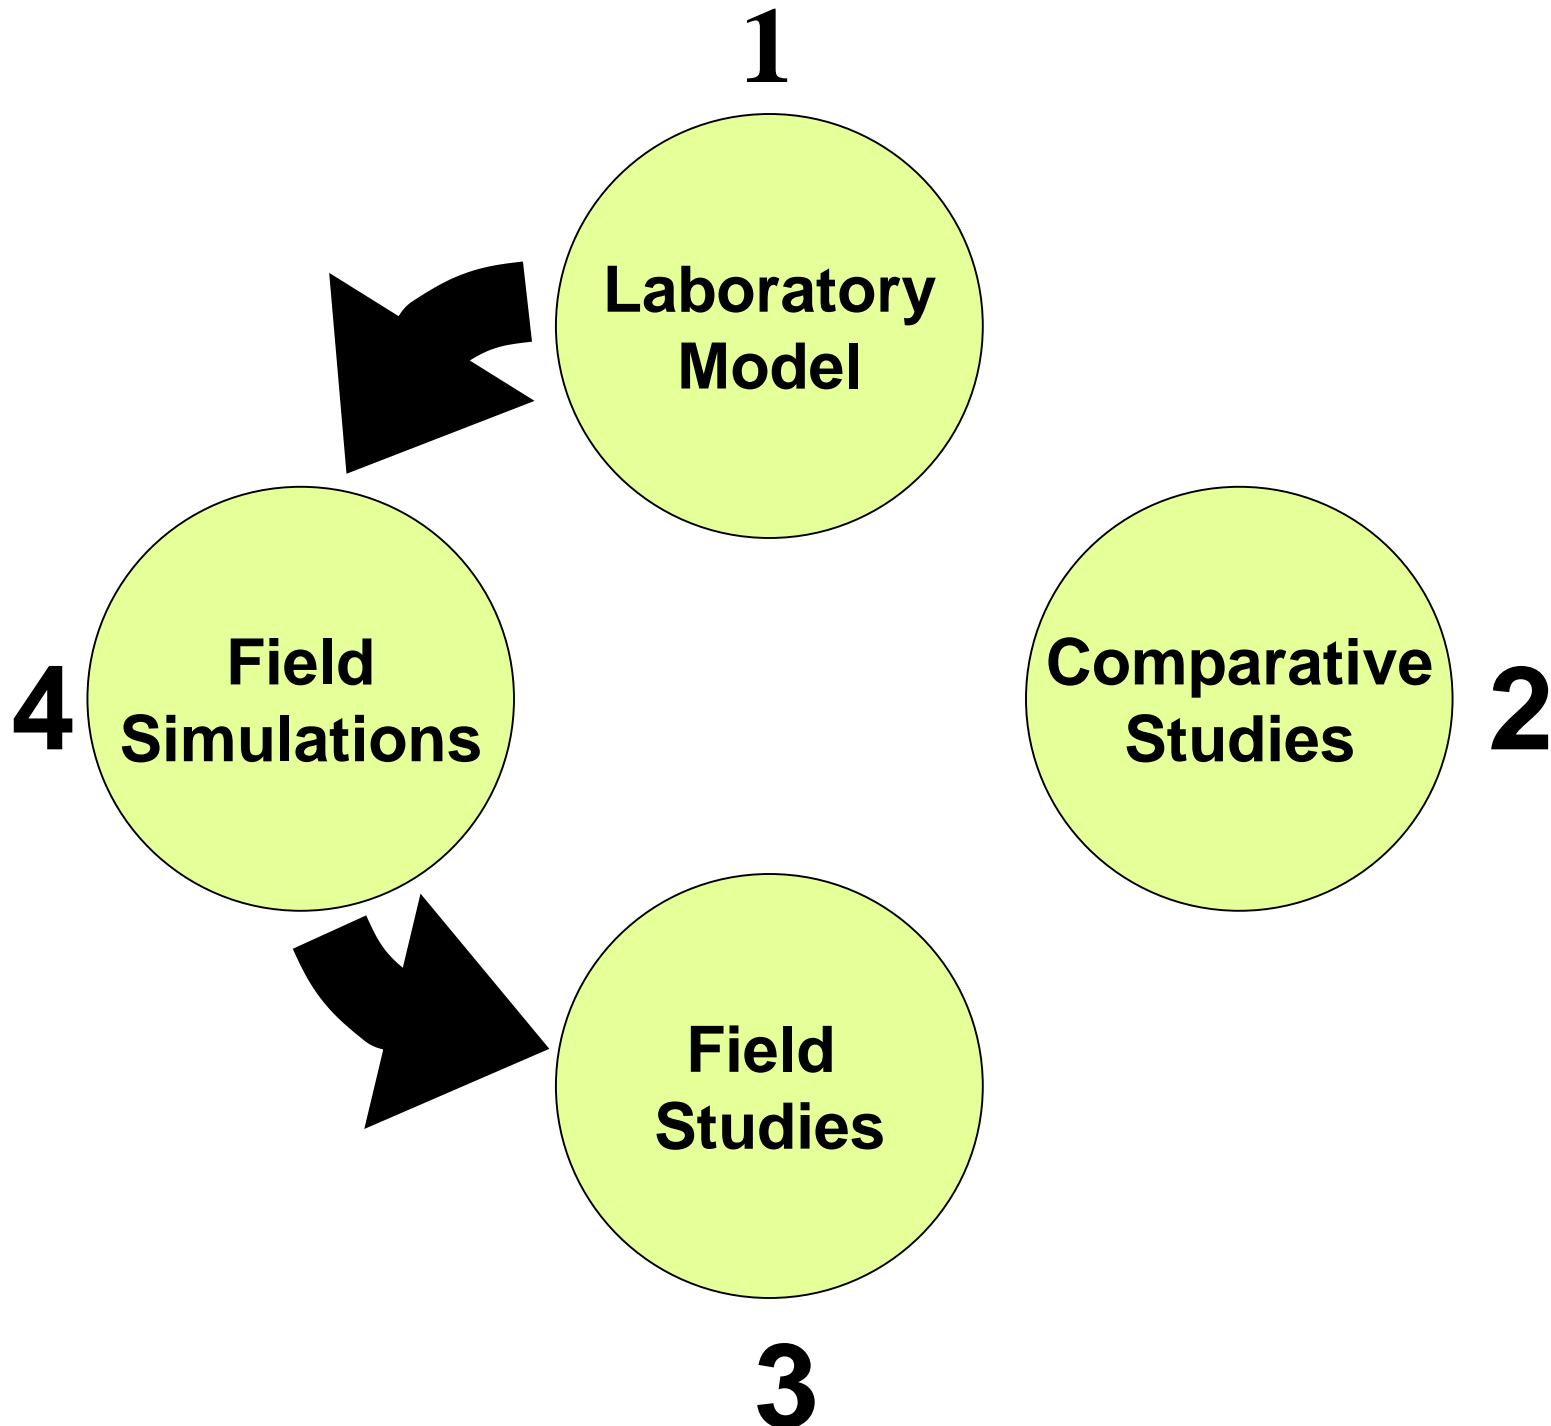 1
Laboratory
Model
Field
Simulations
4
Comparative
Studies
2
Field
Studies
3